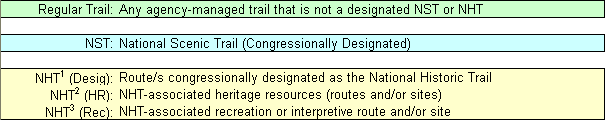 Regular Trail: Any agency-managed trail that is not a designated NST or NHT
NST: National Scenic Trail (Congressionally Designated)
NHT¹ (Desig): Route/s congressionally designated as the National Historic Trail
NHT² (HR): NHT-associated heritage resources (routes and/or sites)
NHT³ (Rec): NHT-associated recreation or interpretive route and/or site